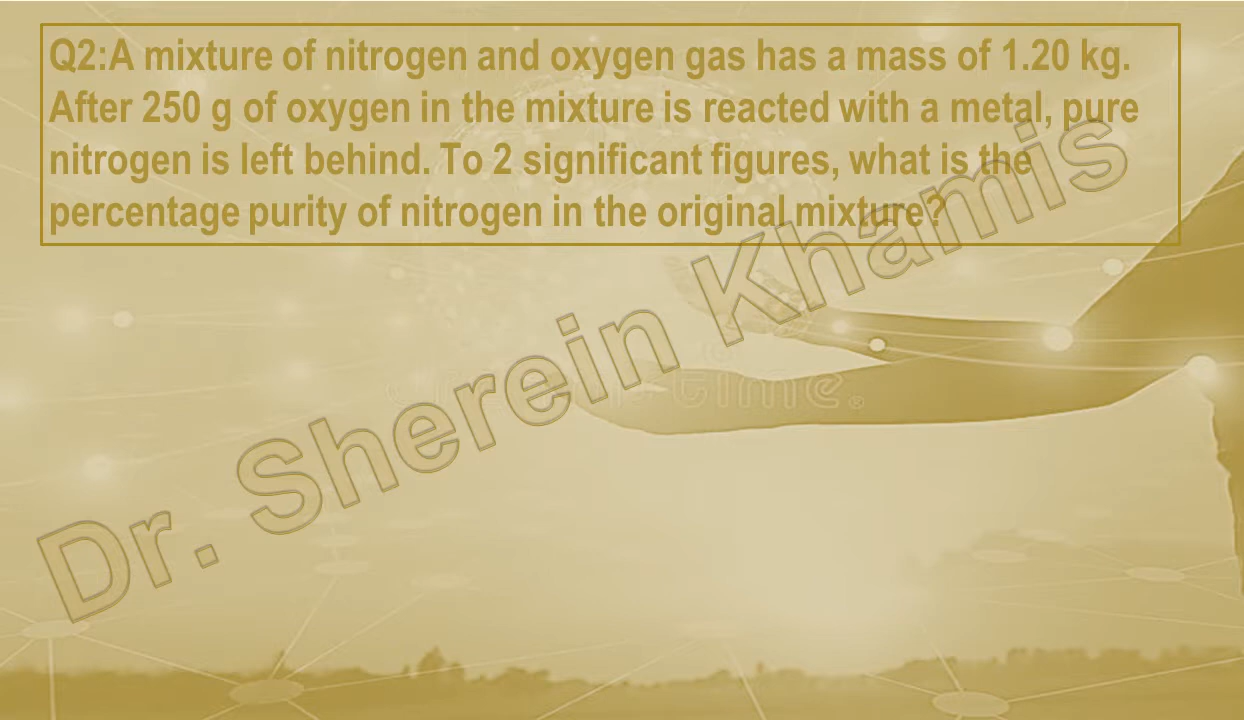 Q2:A mixture of nitrogen and oxygen gas has a mass of 1.20 kg.
After 250 g of oxygen in the mixture is reacted with a metal, pure
nitrogen is left behind. To 2 significant figures, what is the
percentage purity of nitrogen in the original mixture?
Dr. Sherein Khamis